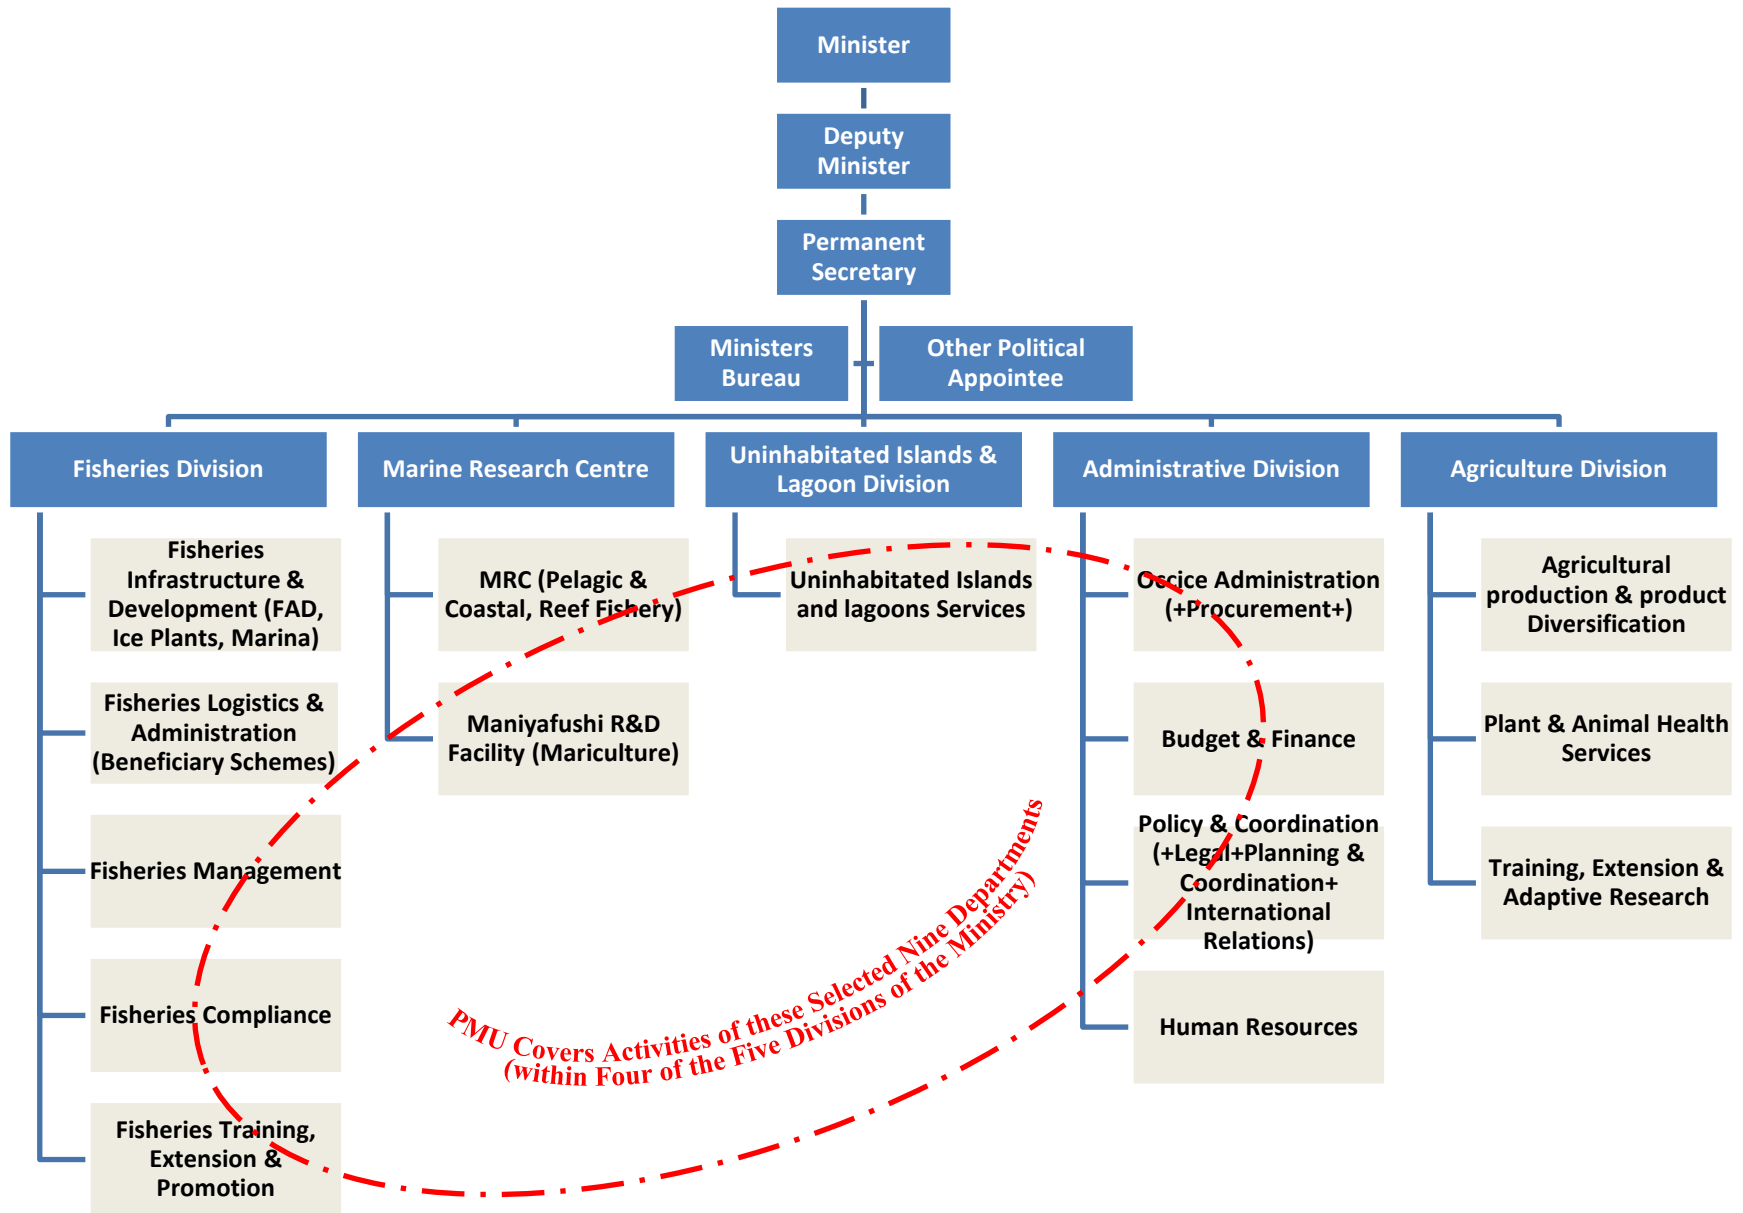 Minister
Deputy
Minister
Permanent
Secretary
Ministers
Bureau
Other Political
Appointee
Fisheries Division
Marine Research Centre
Uninhabitated Islands &
Lagoon Division
Administrative Division
Agriculture Division
Fisheries
Infrastructure &
Development (FAD,
Ice Plants, Marina)
Fisheries Logistics &
Administration
(Beneficiary Schemes)
Fisheries Management
Fisheries Compliance
Fisheries Training,
Extension &
Promotion
MRC (Pelagic &
Coastal, Reef Fishery)
Maniyafushi R&D
Facility (Mariculture)
Uninhabitated Islands
and lagoons Services
Occice Administration
(+Procurement+)
Budget & Finance
Policy & Coordination
(+Legal+Planning &
Coordination+
International
Relations)
Human Resources
Agricultural
production & product
Diversification
Plant & Animal Health
Services
Training, Extension &
Adaptive Research
PMU Covers Activities of these Selected Nine Departments
(within Four of the Five Divisions of the Ministry)